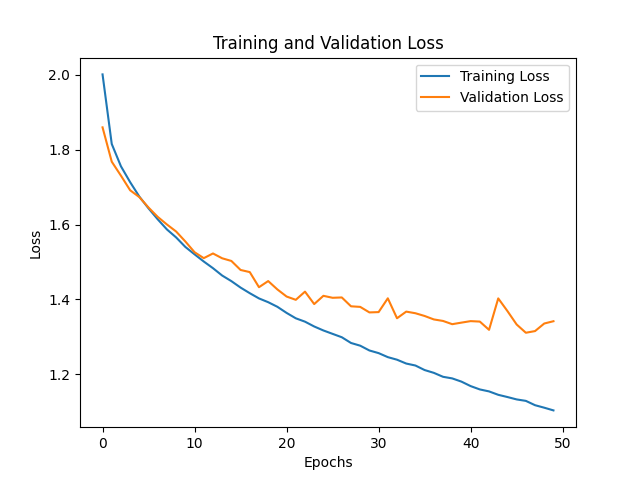 Training and Validation Loss
Training Loss
Validation Loss
2.0
1.8
1.6
1.4
1.2
Loss
0 10 20 30 40 50
Epochs